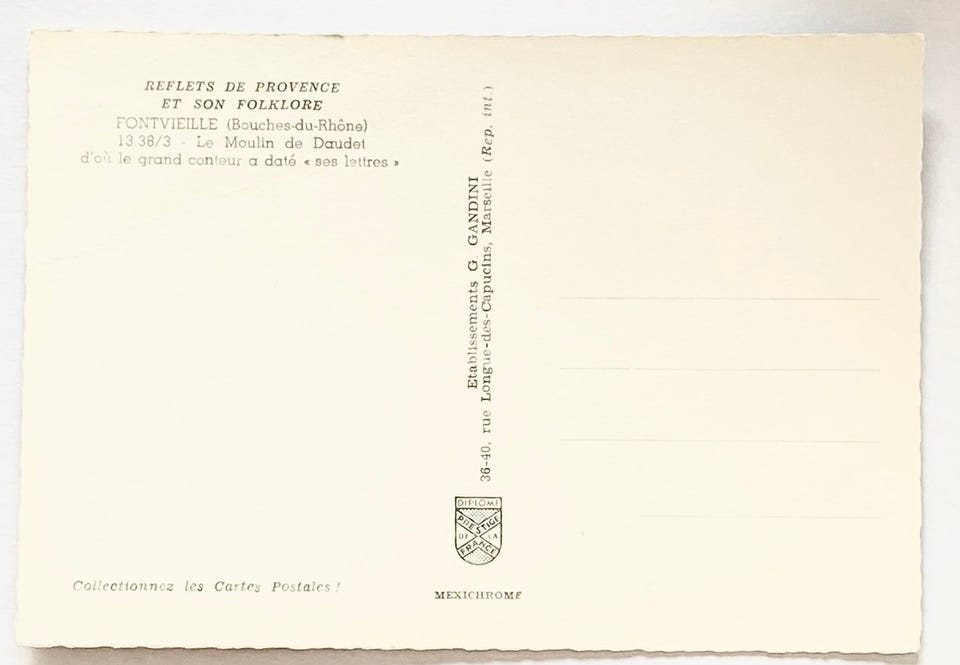 REFLETS DE PROVENCE
ET SON FOLKLORE
FONTVIEILLE (Bouches-du-Rhône)
13.38/3 - Le Moulin de Daudet
d'où le grand conteur a daté « ses lettres »
Etablissements G. GANDINI
36-40, rue Longue-des-Capucins, Marseille (Rep. int.)
DIPLOME
PRESTIGE
DE LA
FRANCE
Collectionnez les Cartes Postales !
MEXICHROME